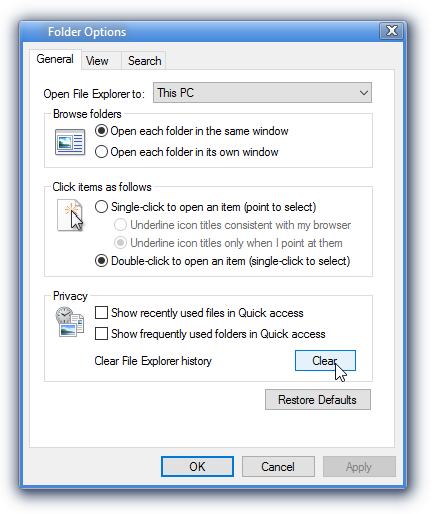 Folder Options
General View Search
Open File Explorer to: This PC
Browse folders
Open each folder in the same window
Open each folder in its own window
Click items as follows
Single-click to open an item (point to select)
Underline icon titles consistent with my browser
Underline icon titles only when I point at them
Double-click to open an item (single-click to select)
Privacy
Show recently used files in Quick access
Show frequently used folders in Quick access
Clear File Explorer history Clear
Restore Defaults
OK Cancel Apply